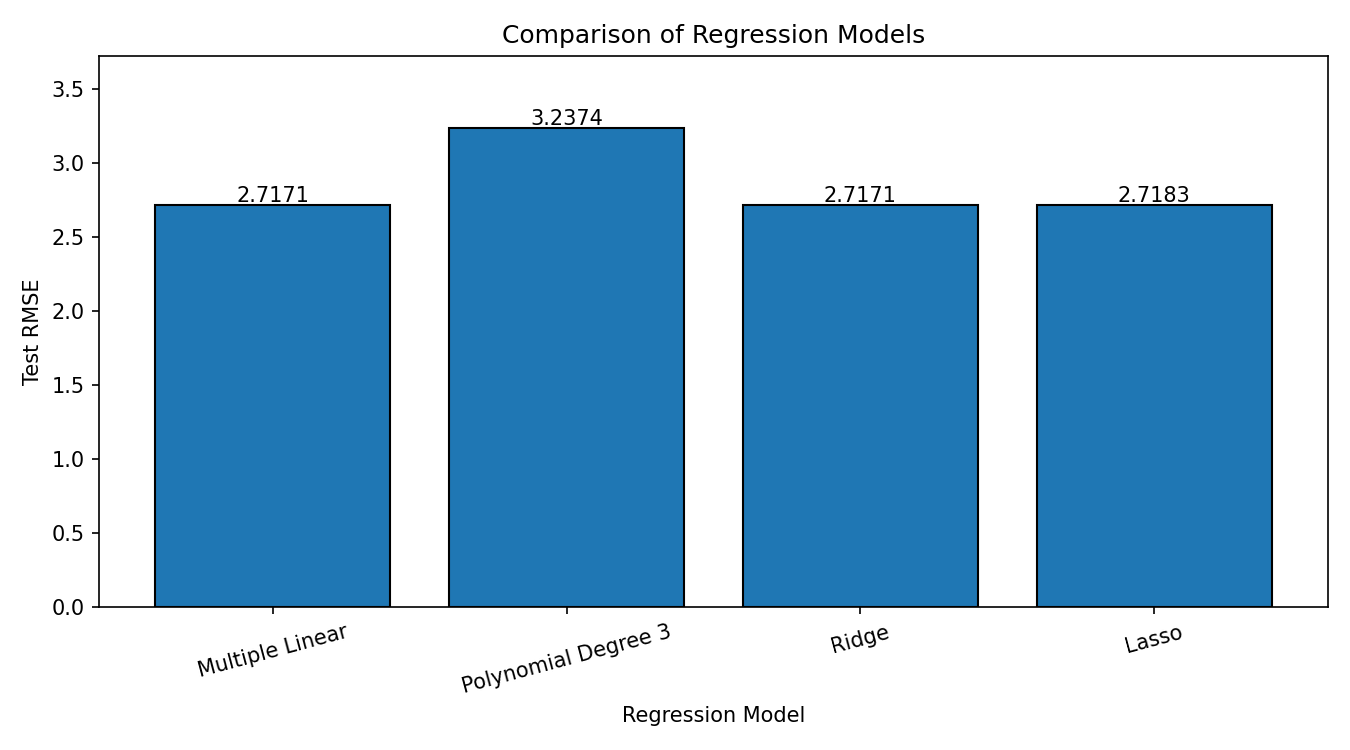 Comparison of Regression Models
3.5
3.0
2.5
2.0
1.5
1.0
0.5
0.0
Test RMSE
2.7171
3.2374
2.7171
2.7183
Multiple Linear
Polynomial Degree 3
Ridge
Lasso
Regression Model